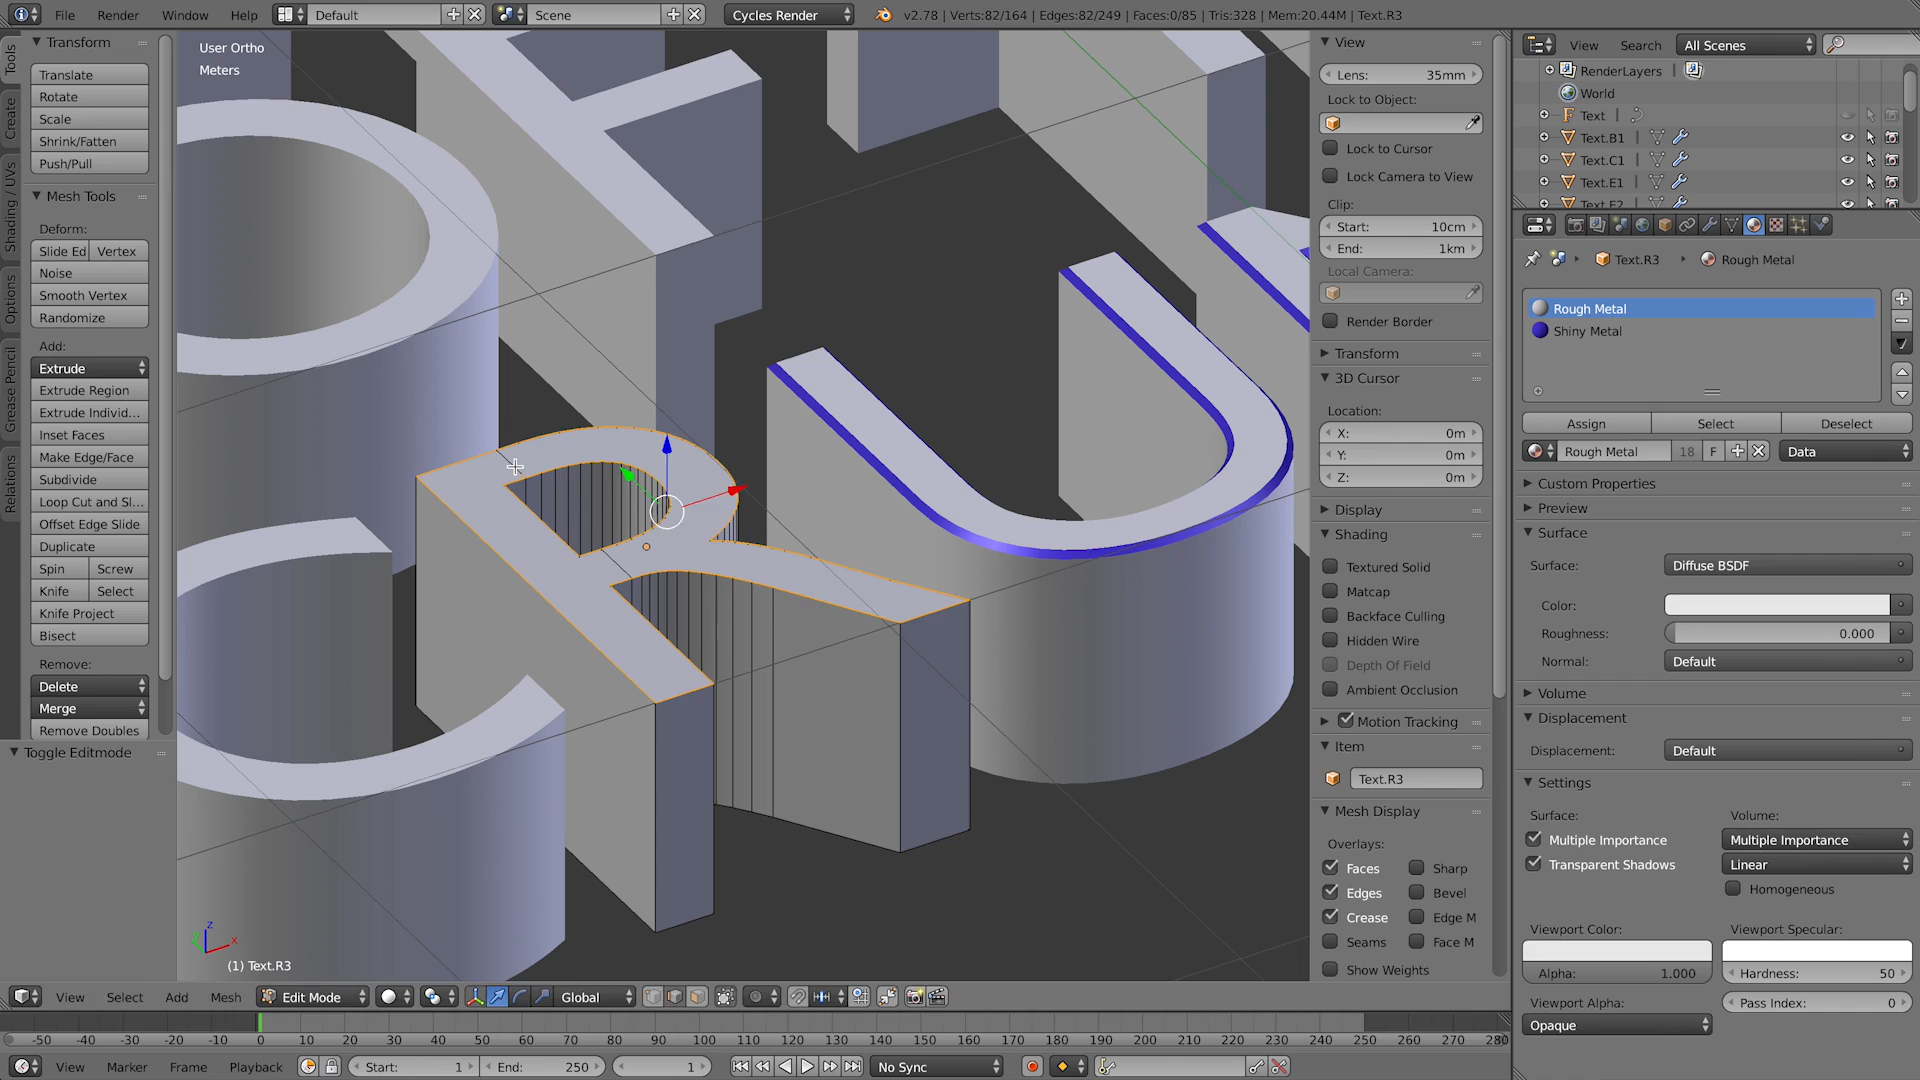 File Render Window Help Default Scene Cycles Render v2.78 | Verts:82/164 | Edges:82/249 | Faces:0/85 | Tris:328 | Mem:20.44M | Text.R3
Tools
Create
Shading / UVs
Options
Grease Pencil
Relations
Transform
Translate
Rotate
Scale
Shrink/Fatten
Push/Pull
Mesh Tools
Deform:
Slide Ed Vertex
Noise
Smooth Vertex
Randomize
Add:
Extrude
Extrude Region
Extrude Individ...
Inset Faces
Make Edge/Face
Subdivide
Loop Cut and Sl...
Offset Edge Slide
Duplicate
Spin Screw
Knife Select
Knife Project
Bisect
Remove:
Delete
Merge
Remove Doubles
Toggle Editmode
User Ortho
Meters
z
x
(1) Text.R3
View
Lens: 35mm
Lock to Object:
Lock to Cursor
Lock Camera to View
Clip:
Start: 10cm
End: 1km
Local Camera:
Render Border
Transform
3D Cursor
Location:
X: 0m
Y: 0m
Z: 0m
Display
Shading
Textured Solid
Matcap
Backface Culling
Hidden Wire
Depth Of Field
Ambient Occlusion
Motion Tracking
Item
Text.R3
Mesh Display
Overlays:
Faces Sharp
Edges Bevel
Crease Edge M
Seams Face M
Show Weights
View Search All Scenes
RenderLayers
World
Text
Text.B1
Text.C1
Text.E1
Text.E2
Text.R3 Rough Metal
Rough Metal
Shiny Metal
Assign Select Deselect
Rough Metal 18 F Data
Custom Properties
Preview
Surface
Surface: Diffuse BSDF
Color:
Roughness: 0.000
Normal: Default
Volume
Displacement
Displacement: Default
Settings
Surface: Volume:
Multiple Importance Multiple Importance
Transparent Shadows Linear
Homogeneous
Viewport Color: Viewport Specular:
Alpha: 1.000 Hardness: 50
Viewport Alpha: Pass Index: 0
Opaque
View Select Add Mesh Edit Mode Global
-50 -40 -30 -20 -10 0 10 20 30 40 50 60 70 80 90 100 110 120 130 140 150 160 170 180 190 200 210 220 230 240 250 260 270 280
View Marker Frame Playback Start: 1 End: 250 1 No Sync